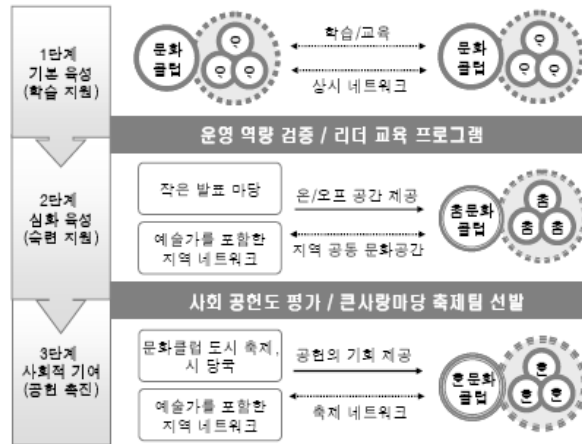 1단계
기본 육성
(학습 지원)
문화
클럽
학습/교육
상시 네트워크
문화
클럽
운영 역량 검증 / 리더 교육 프로그램
2단계
심화 육성
(숙련 지원)
작은 발표 마당
예술가를 포함한
지역 네트워크
온/오프 공간 제공
지역 공동 문화공간
춤문화
클럽
춤
춤
춤
사회 공헌도 평가 / 큰사랑마당 축제팀 선발
3단계
사회적 기여
(공헌 촉진)
문화클럽 도시 축제,
시 당국
예술가를 포함한
지역 네트워크
공헌의 기회 제공
축제 네트워크
혼문화
클럽
혼
혼
혼